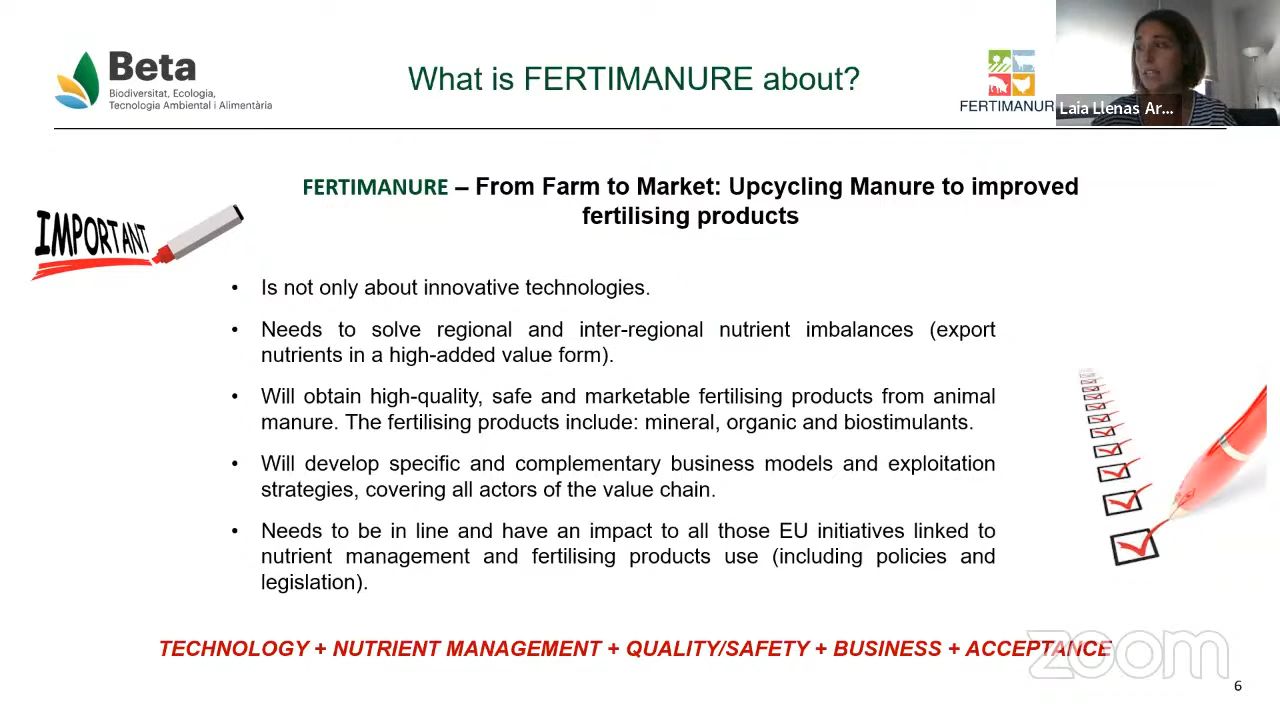 Beta
Biodiversitat, Ecologia,
Tecnologia Ambiental i Alimentària
What is FERTIMANURE about?
FERTIMANUR
Laia Llenas Ar...
FERTIMANURE – From Farm to Market: Upcycling Manure to improved
fertilising products
IMPORTANT
• Is not only about innovative technologies.
• Needs to solve regional and inter-regional nutrient imbalances (export
nutrients in a high-added value form).
• Will obtain high-quality, safe and marketable fertilising products from animal
manure. The fertilising products include: mineral, organic and biostimulants.
• Will develop specific and complementary business models and exploitation
strategies, covering all actors of the value chain.
• Needs to be in line and have an impact to all those EU initiatives linked to
nutrient management and fertilising products use (including policies and
legislation).
TECHNOLOGY + NUTRIENT MANAGEMENT + QUALITY/SAFETY + BUSINESS + ACCEPTANCE
zoom
6